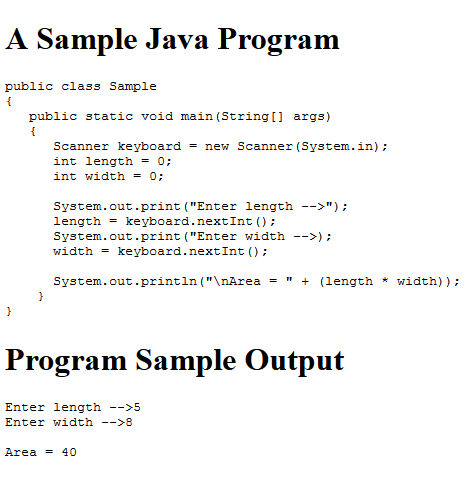 A Sample Java Program
public class Sample
{
   public static void main(String[] args)
   {
      Scanner keyboard = new Scanner(System.in);
      int length = 0;
      int width = 0;

      System.out.print("Enter length -->");
      length = keyboard.nextInt();
      System.out.print("Enter width -->);
      width = keyboard.nextInt();

      System.out.println("\nArea = " + (length * width));
    }
}
Program Sample Output
Enter length -->5
Enter width -->8

Area = 40